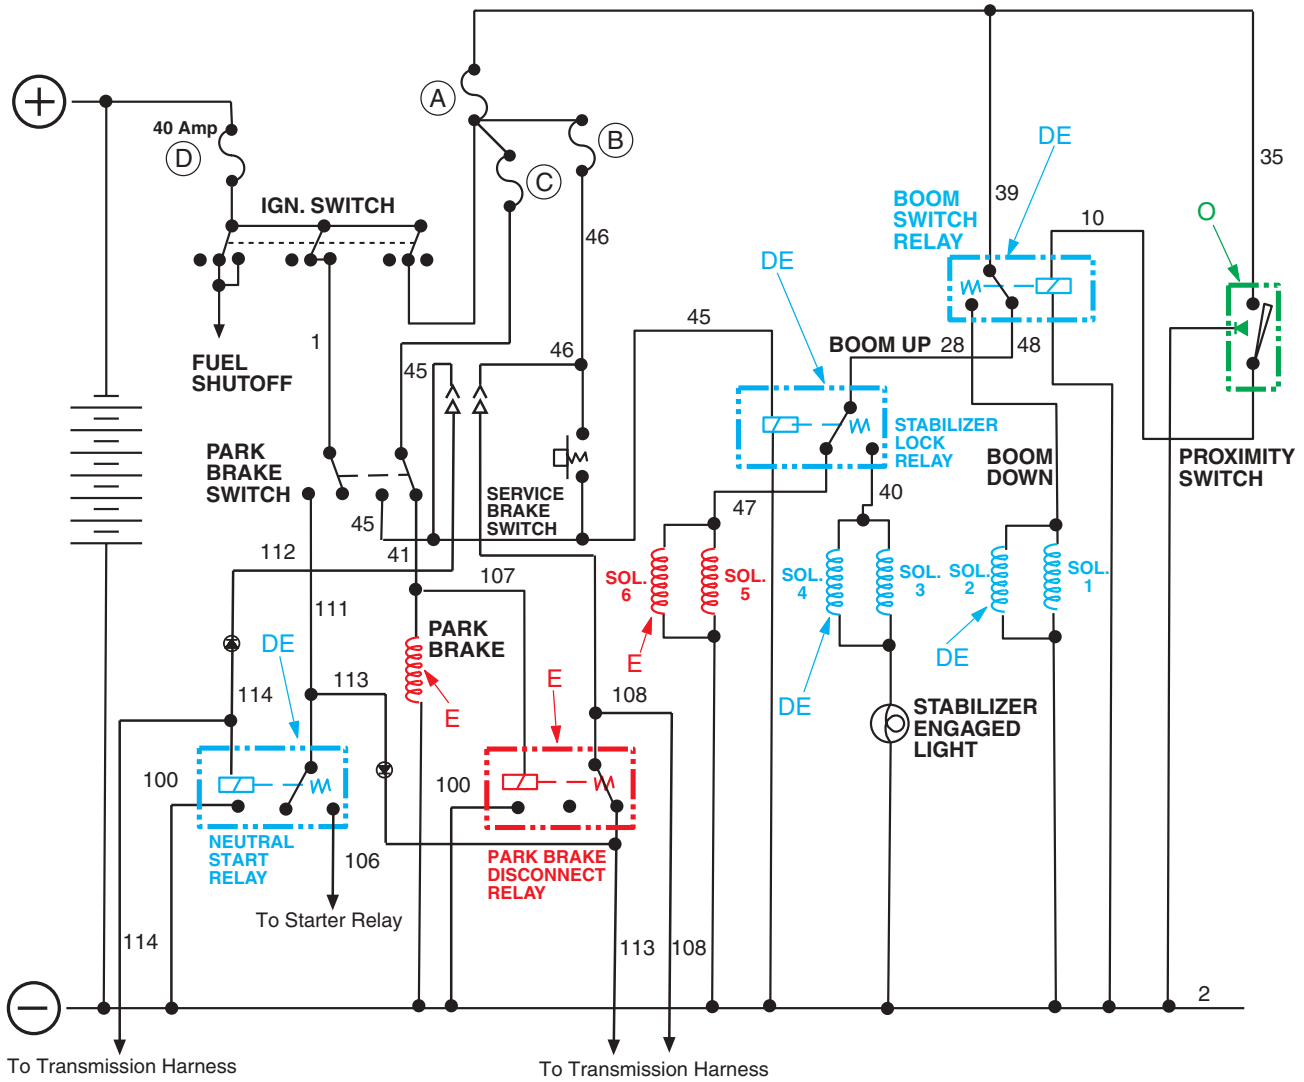 A
B
C
40 Amp
D
IGN. SWITCH
DE
35
39
BOOM
SWITCH
RELAY
10
O
46
DE
45
1
46
45
FUEL
SHUTOFF
BOOM UP
28
48
STABILIZER
LOCK
RELAY
PARK
BRAKE
SWITCH
BOOM
DOWN
PROXIMITY
SWITCH
SERVICE
BRAKE
SWITCH
45
41
47
40
112
107
111
SOL.
6
SOL.
5
SOL.
4
SOL.
3
SOL.
2
SOL.
1
PARK
BRAKE
DE
E
E
DE
DE
114
113
E
108
STABILIZER
ENGAGED
LIGHT
100
100
NEUTRAL
START
RELAY
106
PARK BRAKE
DISCONNECT
RELAY
To Starter Relay
114
113
108
2
To Transmission Harness
To Transmission Harness